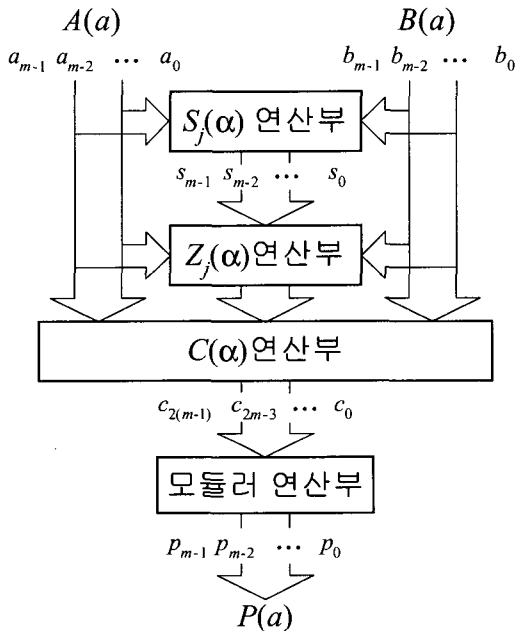 A(a) B(a)
a_{m-1} a_{m-2} ··· a_0 b_{m-1} b_{m-2} ··· b_0
S_j(α) 연산부
s_{m-1} s_{m-2} ··· s_0
Z_j(α)연산부
C(α)연산부
c_{2(m-1)} c_{2m-3} ··· c_0
모듈러 연산부
p_{m-1} p_{m-2} ··· p_0
P(a)